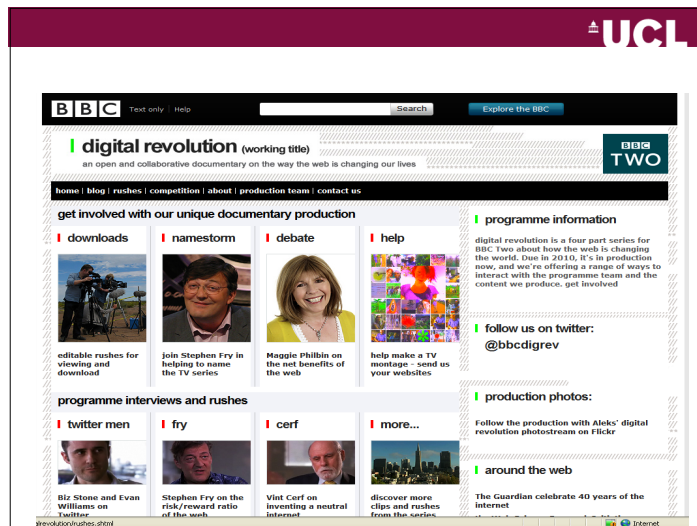 UCL
BBC Text only Help Search Explore the BBC
digital revolution (working title)
an open and collaborative documentary on the way the web is changing our lives
BBC
TWO
home | blog | rushes | competition | about | production team | contact us
get involved with our unique documentary production
downloads
editable rushes for
viewing and
download
namestorm
join Stephen Fry in
helping to name
the TV series
debate
Maggie Philbin on
the net benefits of
the web
help
help make a TV
montage - send us
your websites
programme interviews and rushes
twitter men
Biz Stone and Evan
Williams on
Twitter
fry
Stephen Fry on the
risk/reward ratio
of the web
cerf
Vint Cerf on
inventing a neutral
internet
more...
discover more
clips and rushes
from the series
programme information
digital revolution is a four part series for
BBC Two about how the web is changing
the world. Due in 2010, it's in production
now, and we're offering a range of ways to
interact with the programme team and the
content we produce. get involved
follow us on twitter:
@bbcdigrev
production photos:
Follow the production with Aleks' digital
revolution photostream on Flickr
around the web
The Guardian celebrate 40 years of the
internet
alrevolution/rushes.shtml
Internet